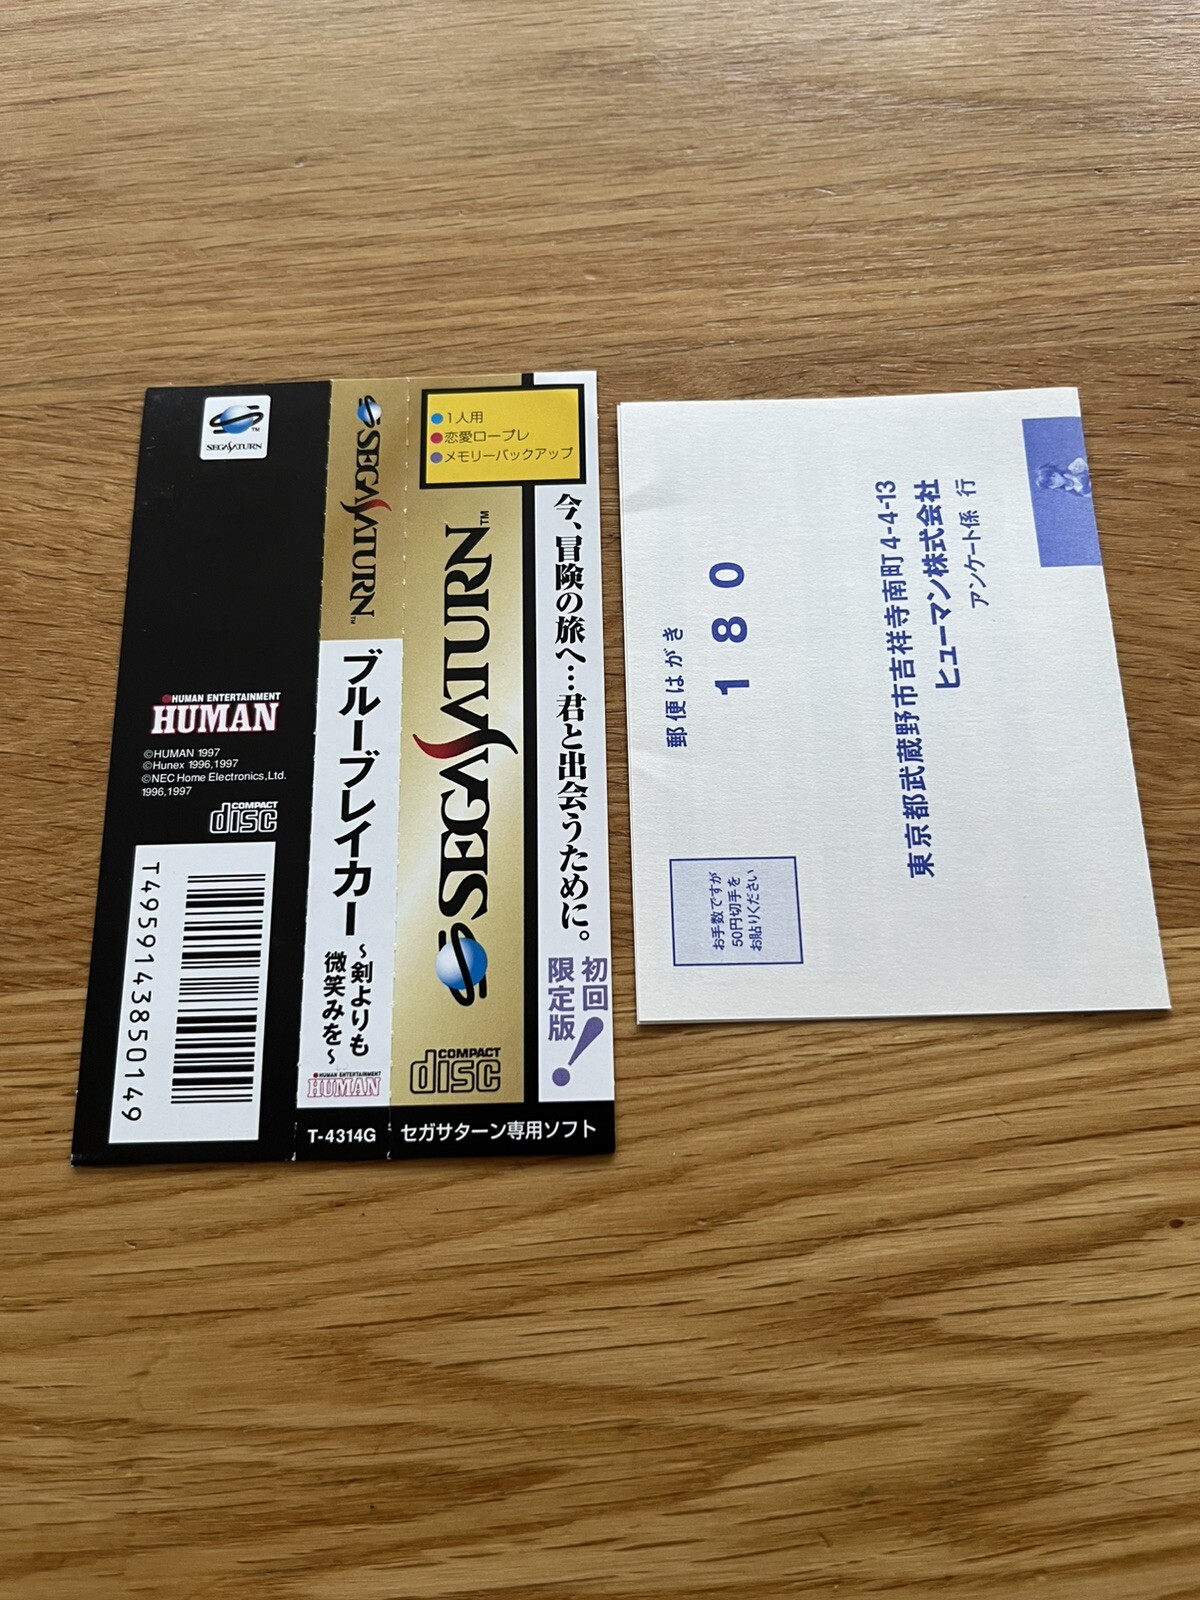 SEGA SATURN™
HUMAN ENTERTAINMENT
HUMAN
©HUMAN 1997
©Hunex 1996,1997
©NEC Home Electronics,Ltd.
1996,1997
COMPACT
disc
T4959143850149
SEGA SATURN™
ブルーブレイカー
～剣よりも
微笑みを～
HUMAN ENTERTAINMENT
HUMAN
T-4314G
●1人用
●恋愛ロープレ
●メモリーバックアップ
SEGA SATURN™
COMPACT
disc
今、冒険の旅へ…君と出会うために。
初回
限定版!
セガサターン専用ソフト
郵便はがき
180
東京都武蔵野市吉祥寺南町4-4-13
ヒューマン株式会社
アンケート係 行
お手数ですが
50円切手を
お貼りください